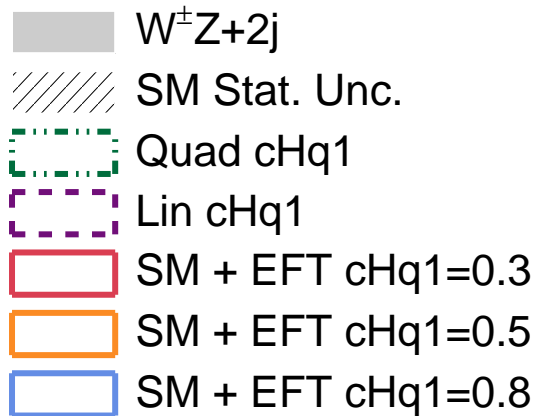 W±Z+2j
SM Stat. Unc.
Quad cHq1
Lin cHq1
SM + EFT cHq1=0.3
SM + EFT cHq1=0.5
SM + EFT cHq1=0.8